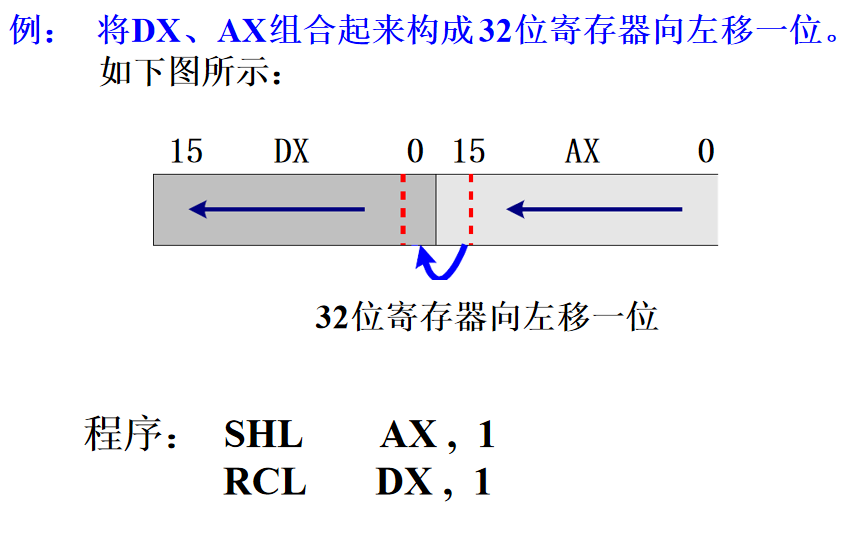 例： 将DX、AX组合起来构成32位寄存器向左移一位。
如下图所示：
15 DX 0 15 AX 0
32位寄存器向左移一位
程序： SHL AX , 1
RCL DX , 1